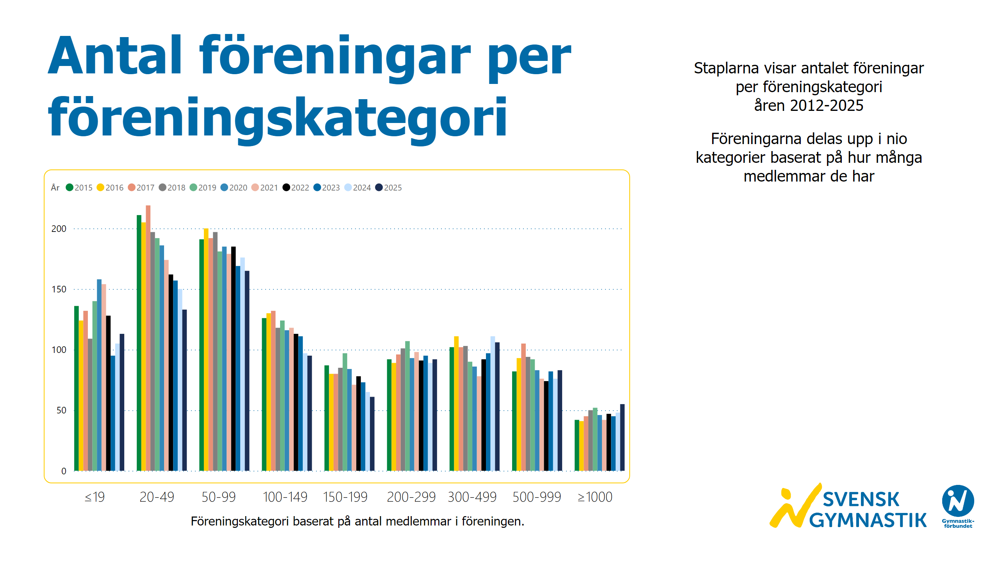 Antal föreningar per
föreningskategori
Staplarna visar antalet föreningar
per föreningskategori
åren 2012-2025
Föreningarna delas upp i nio
kategorier baserat på hur många
medlemmar de har
År 2015 2016 2017 2018 2019 2020 2021 2022 2023 2024 2025
200
150
100
50
0
≤19 20-49 50-99 100-149 150-199 200-299 300-499 500-999 ≥1000
Föreningskategori baserat på antal medlemmar i föreningen.
SVENSK
GYMNASTIK
Gymnastik-
förbundet